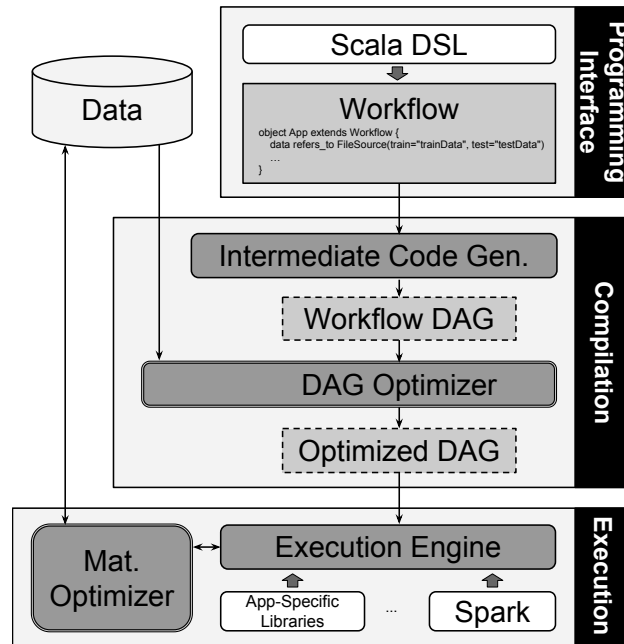 Scala DSL
Workflow
object App extends Workflow {
data refers_to FileSource(train="trainData", test="testData")
...
}
Programming
Interface
Data
Intermediate Code Gen.
Workflow DAG
DAG Optimizer
Optimized DAG
Compilation
Mat.
Optimizer
Execution Engine
App-Specific
Libraries
...
Spark
Execution